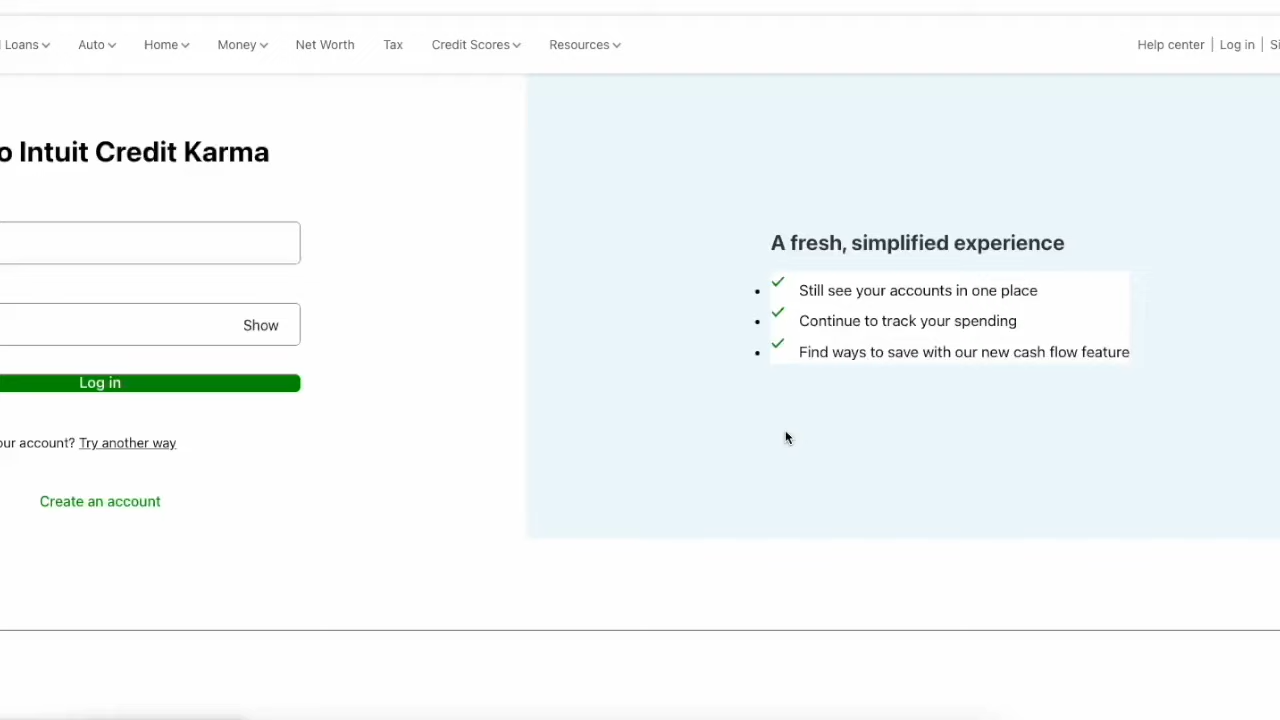 Loans
Auto
Home
Money
Net Worth
Tax
Credit Scores
Resources
Help center | Log in |
o Intuit Credit Karma
Show
Log in
our account? Try another way
Create an account
A fresh, simplified experience
Still see your accounts in one place
Continue to track your spending
Find ways to save with our new cash flow feature